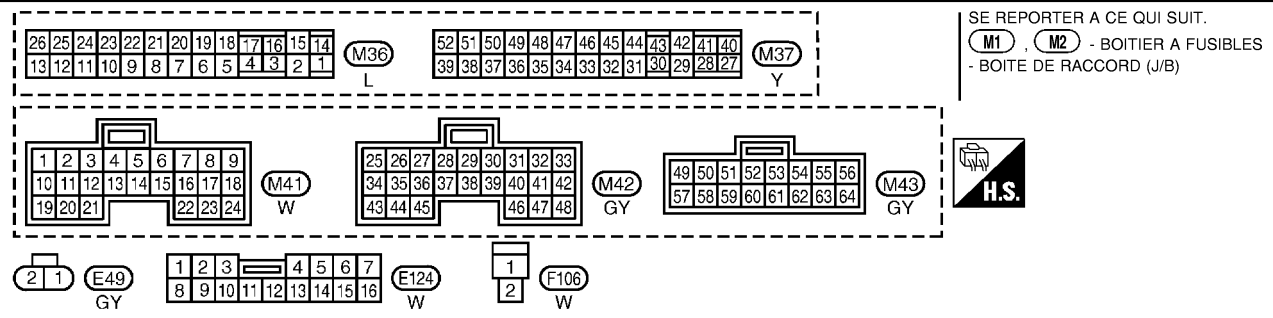 26 25 24 23 22 21 20 19 18 17 16 15 14
13 12 11 10 9 8 7 6 5 4 3 2 1
M36
L
52 51 50 49 48 47 46 45 44 43 42 41 40
39 38 37 36 35 34 33 32 31 30 29 28 27
M37
Y
SE REPORTER A CE QUI SUIT.
M1 , M2 - BOITIER A FUSIBLES
- BOITE DE RACCORD (J/B)
1 2 3 4 5 6 7 8 9
10 11 12 13 14 15 16 17 18
19 20 21 22 23 24
M41
W
25 26 27 28 29 30 31 32 33
34 35 36 37 38 39 40 41 42
43 44 45 46 47 48
M42
GY
49 50 51 52 53 54 55 56
57 58 59 60 61 62 63 64
M43
GY
H.S.
2 1
E49
GY
1 2 3 4 5 6 7
8 9 10 11 12 13 14 15 16
E124
W
1
2
F106
W